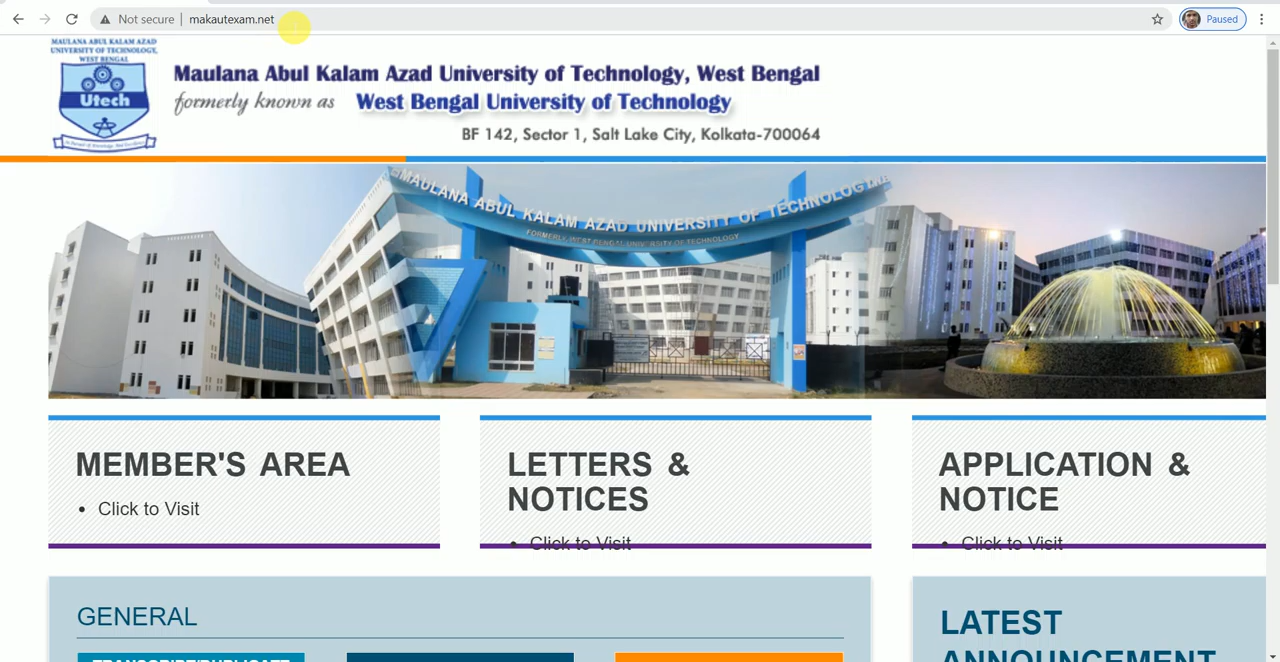 Not secure | makautexam.net
Paused
MAULANA ABUL KALAM AZAD
UNIVERSITY OF TECHNOLOGY,
WEST BENGAL
Utech
Maulana Abul Kalam Azad University of Technology, West Bengal
formerly known as West Bengal University of Technology
BF 142, Sector 1, Salt Lake City, Kolkata-700064
MAULANA ABUL KALAM AZAD UNIVERSITY OF TECHNOLOGY
FORMERLY, WEST BENGAL UNIVERSITY OF TECHNOLOGY
MEMBER'S AREA
• Click to Visit
LETTERS &
NOTICES
• Click to Visit
APPLICATION &
NOTICE
• Click to Visit
GENERAL
TRANSCRIPT/DUPLICATE
LATEST
ANNOUNCEMENT